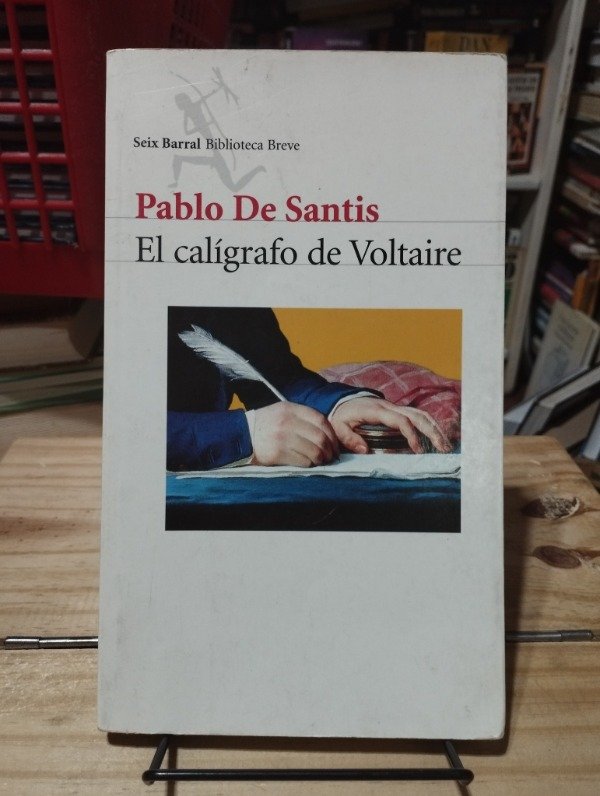 Seix Barral Biblioteca Breve
Pablo De Santis
El calígrafo de Voltaire